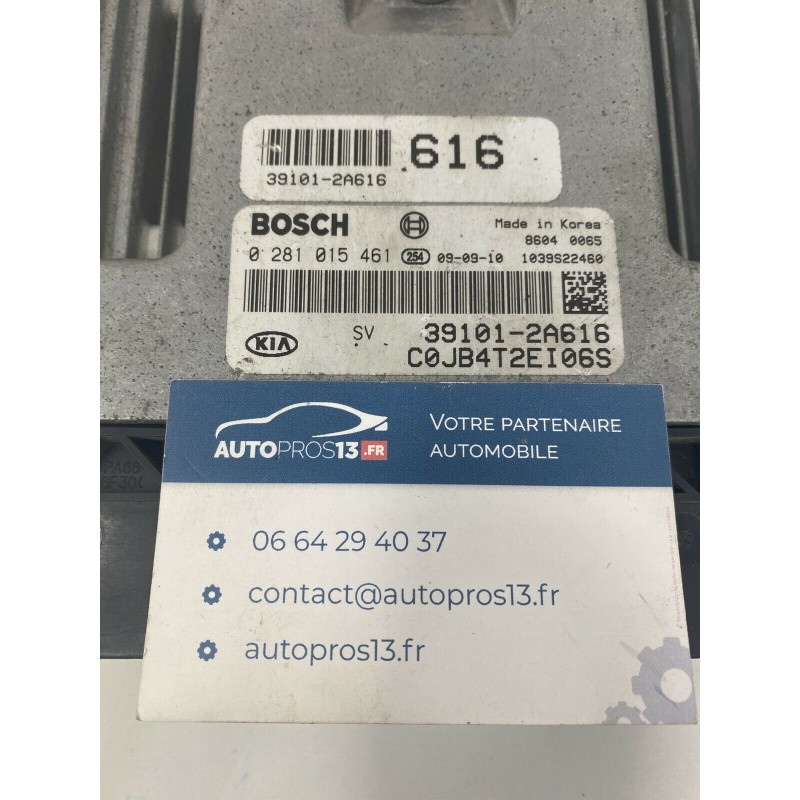 616
39101-2A616
BOSCH
Made in Korea
8604 0065
0 281 015 461 254 09-09-10 1039S22460
KIA SV 39101-2A616
C0JB4T2EI06S
AUTOPROS13.FR
VOTRE PARTENAIRE
AUTOMOBILE
06 64 29 40 37
contact@autopros13.fr
autopros13.fr